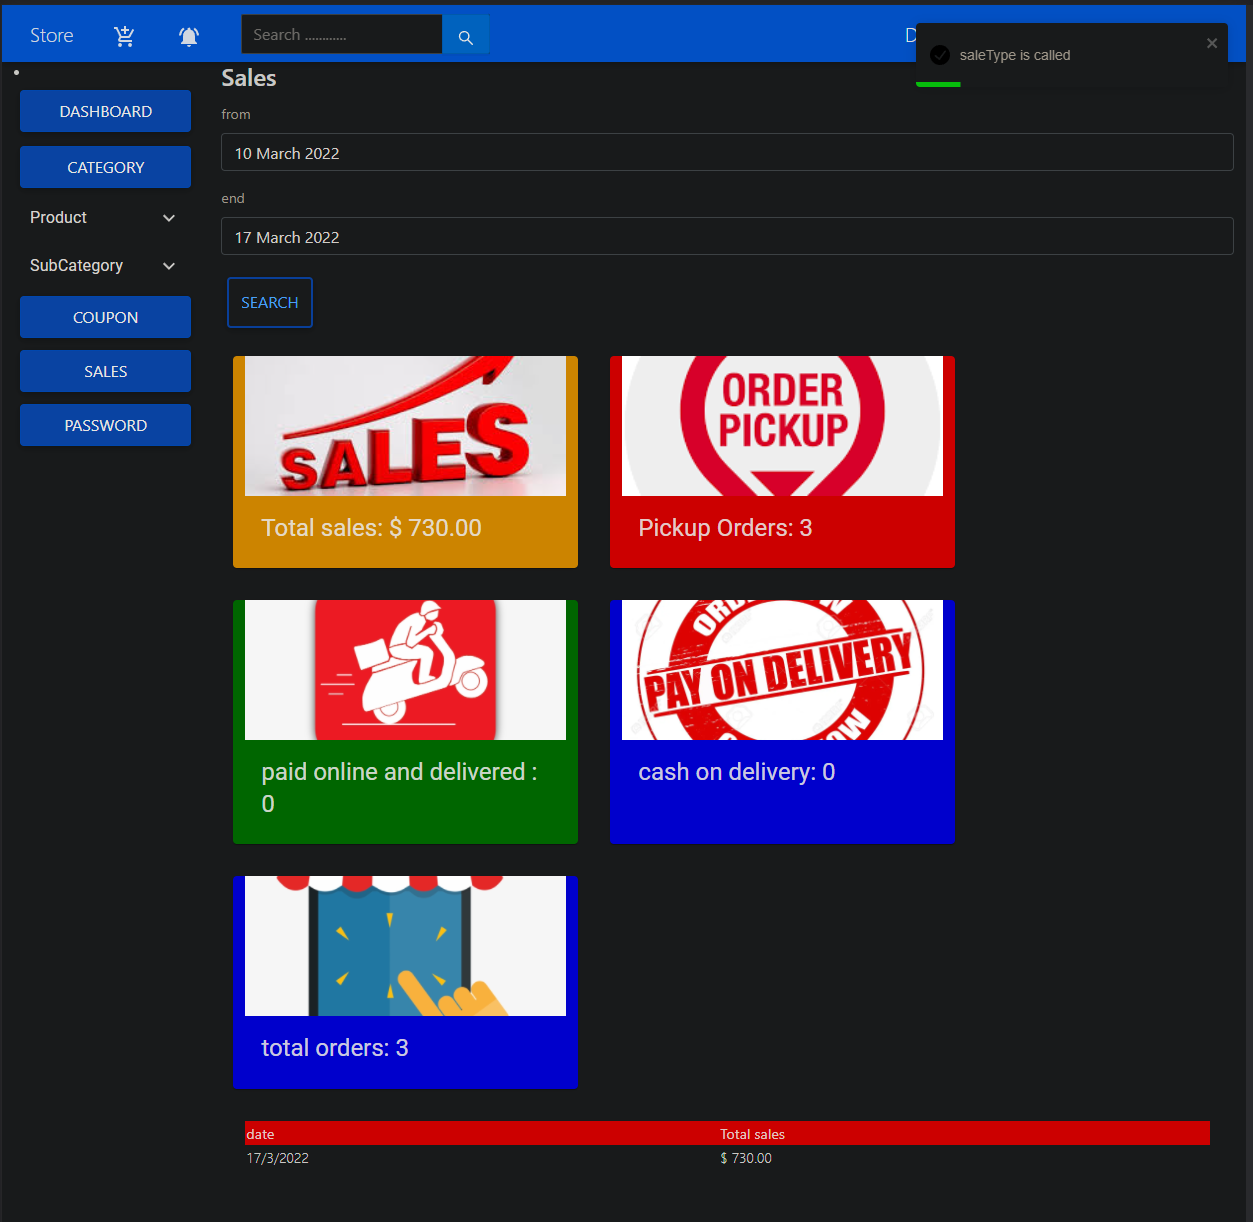 Store
Search ............
saleType is called
×
Sales
DASHBOARD
CATEGORY
Product
SubCategory
COUPON
SALES
PASSWORD
from
10 March 2022
end
17 March 2022
SEARCH
SALES
Total sales: $ 730.00
ORDER
PICKUP
Pickup Orders: 3
paid online and delivered :
0
PAY ON DELIVERY
cash on delivery: 0
total orders: 3
date Total sales
17/3/2022 $ 730.00